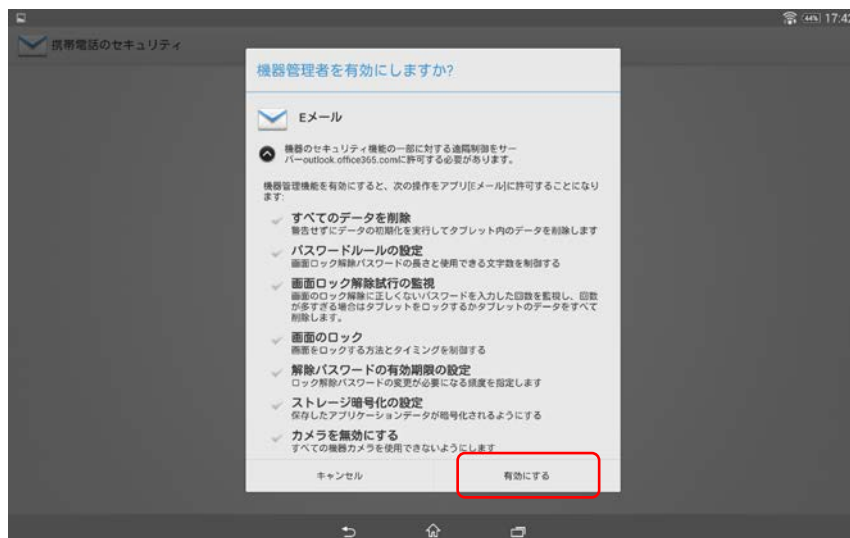 44% 17:42
携帯電話のセキュリティ
機器管理者を有効にしますか?
Eメール
機器のセキュリティ機能の一部に対する遠隔制御をサー
バーoutlook.office365.comに許可する必要があります。
機器管理機能を有効にすると、次の操作をアプリ[Eメール]に許可することになり
ます:
すべてのデータを削除
警告せずにデータの初期化を実行してタブレット内のデータを削除します
パスワードルールの設定
画面ロック解除パスワードの長さと使用できる文字数を制御する
画面ロック解除試行の監視
画面のロック解除に正しくないパスワードを入力した回数を監視し、回数
が多すぎる場合はタブレットをロックするかタブレットのデータをすべて
削除します。
画面のロック
画面をロックする方法とタイミングを制御する
解除パスワードの有効期限の設定
ロック解除パスワードの変更が必要になる頻度を指定します
ストレージ暗号化の設定
保存したアプリケーションデータが暗号化されるようにする
カメラを無効にする
すべての機器カメラを使用できないようにします
キャンセル
有効にする